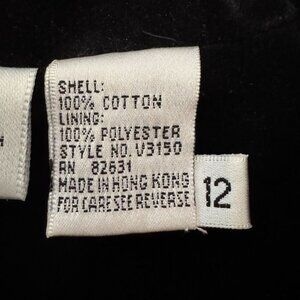 SHELL:
100% COTTON
LINING:
100% POLYESTER
STYLE NO. V3150
RN 82631
MADE IN HONG KONG
FOR CARE SEE REVERSE
12